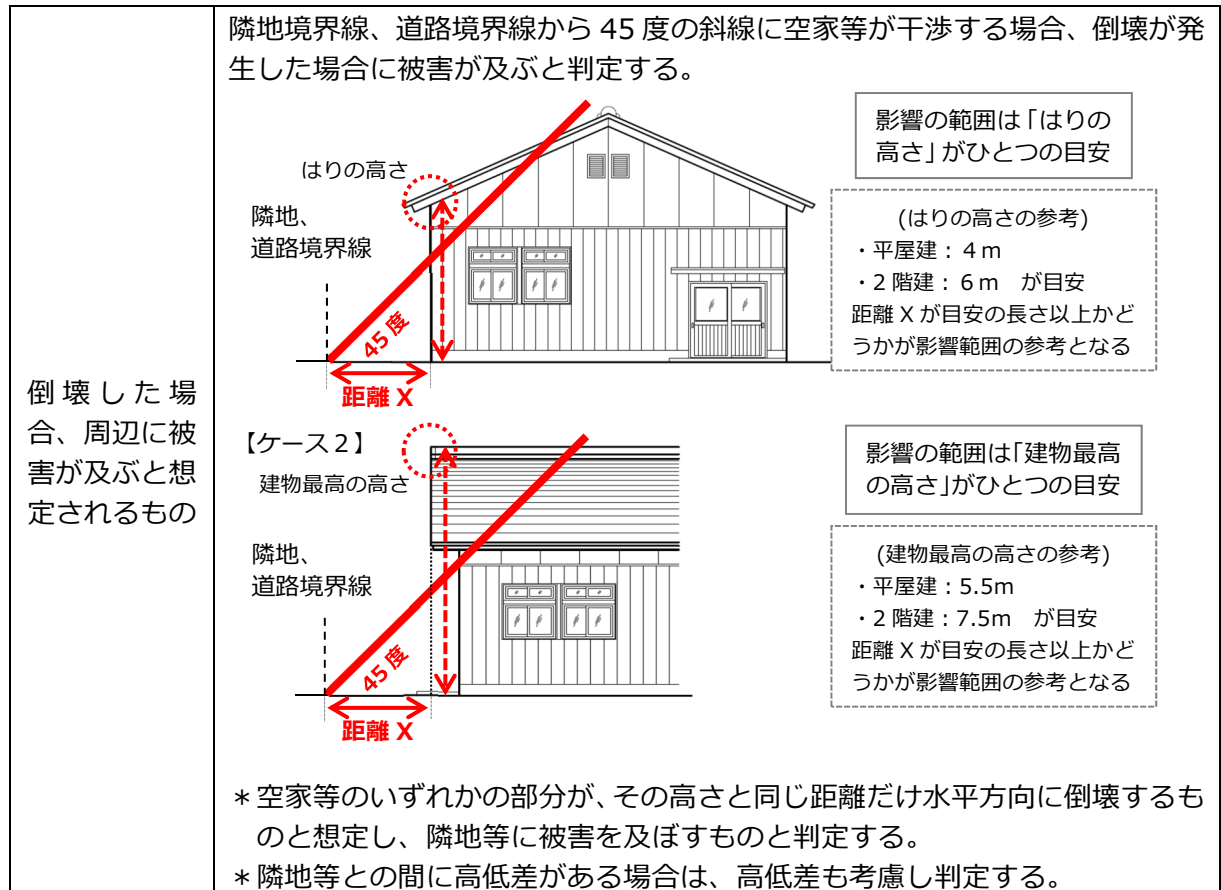 倒壊した場
合、周辺に被
害が及ぶと想
定されるもの
隣地境界線、道路境界線から 45 度の斜線に空家等が干渉する場合、倒壊が発
生した場合に被害が及ぶと判定する。
はりの高さ
隣地、
道路境界線
45 度
距離 X
影響の範囲は「はりの
高さ」がひとつの目安
(はりの高さの参考)
・平屋建：４ｍ
・2 階建：６ｍ　が目安
距離 X が目安の長さ以上かど
うかが影響範囲の参考となる
【ケース２】
建物最高の高さ
隣地、
道路境界線
45 度
距離 X
影響の範囲は「建物最高
の高さ」がひとつの目安
(建物最高の高さの参考)
・平屋建：5.5m
・2 階建：7.5m　が目安
距離 X が目安の長さ以上かど
うかが影響範囲の参考となる
＊空家等のいずれかの部分が、その高さと同じ距離だけ水平方向に倒壊するも
のと想定し、隣地等に被害を及ぼすものと判定する。
＊隣地等との間に高低差がある場合は、高低差も考慮し判定する。